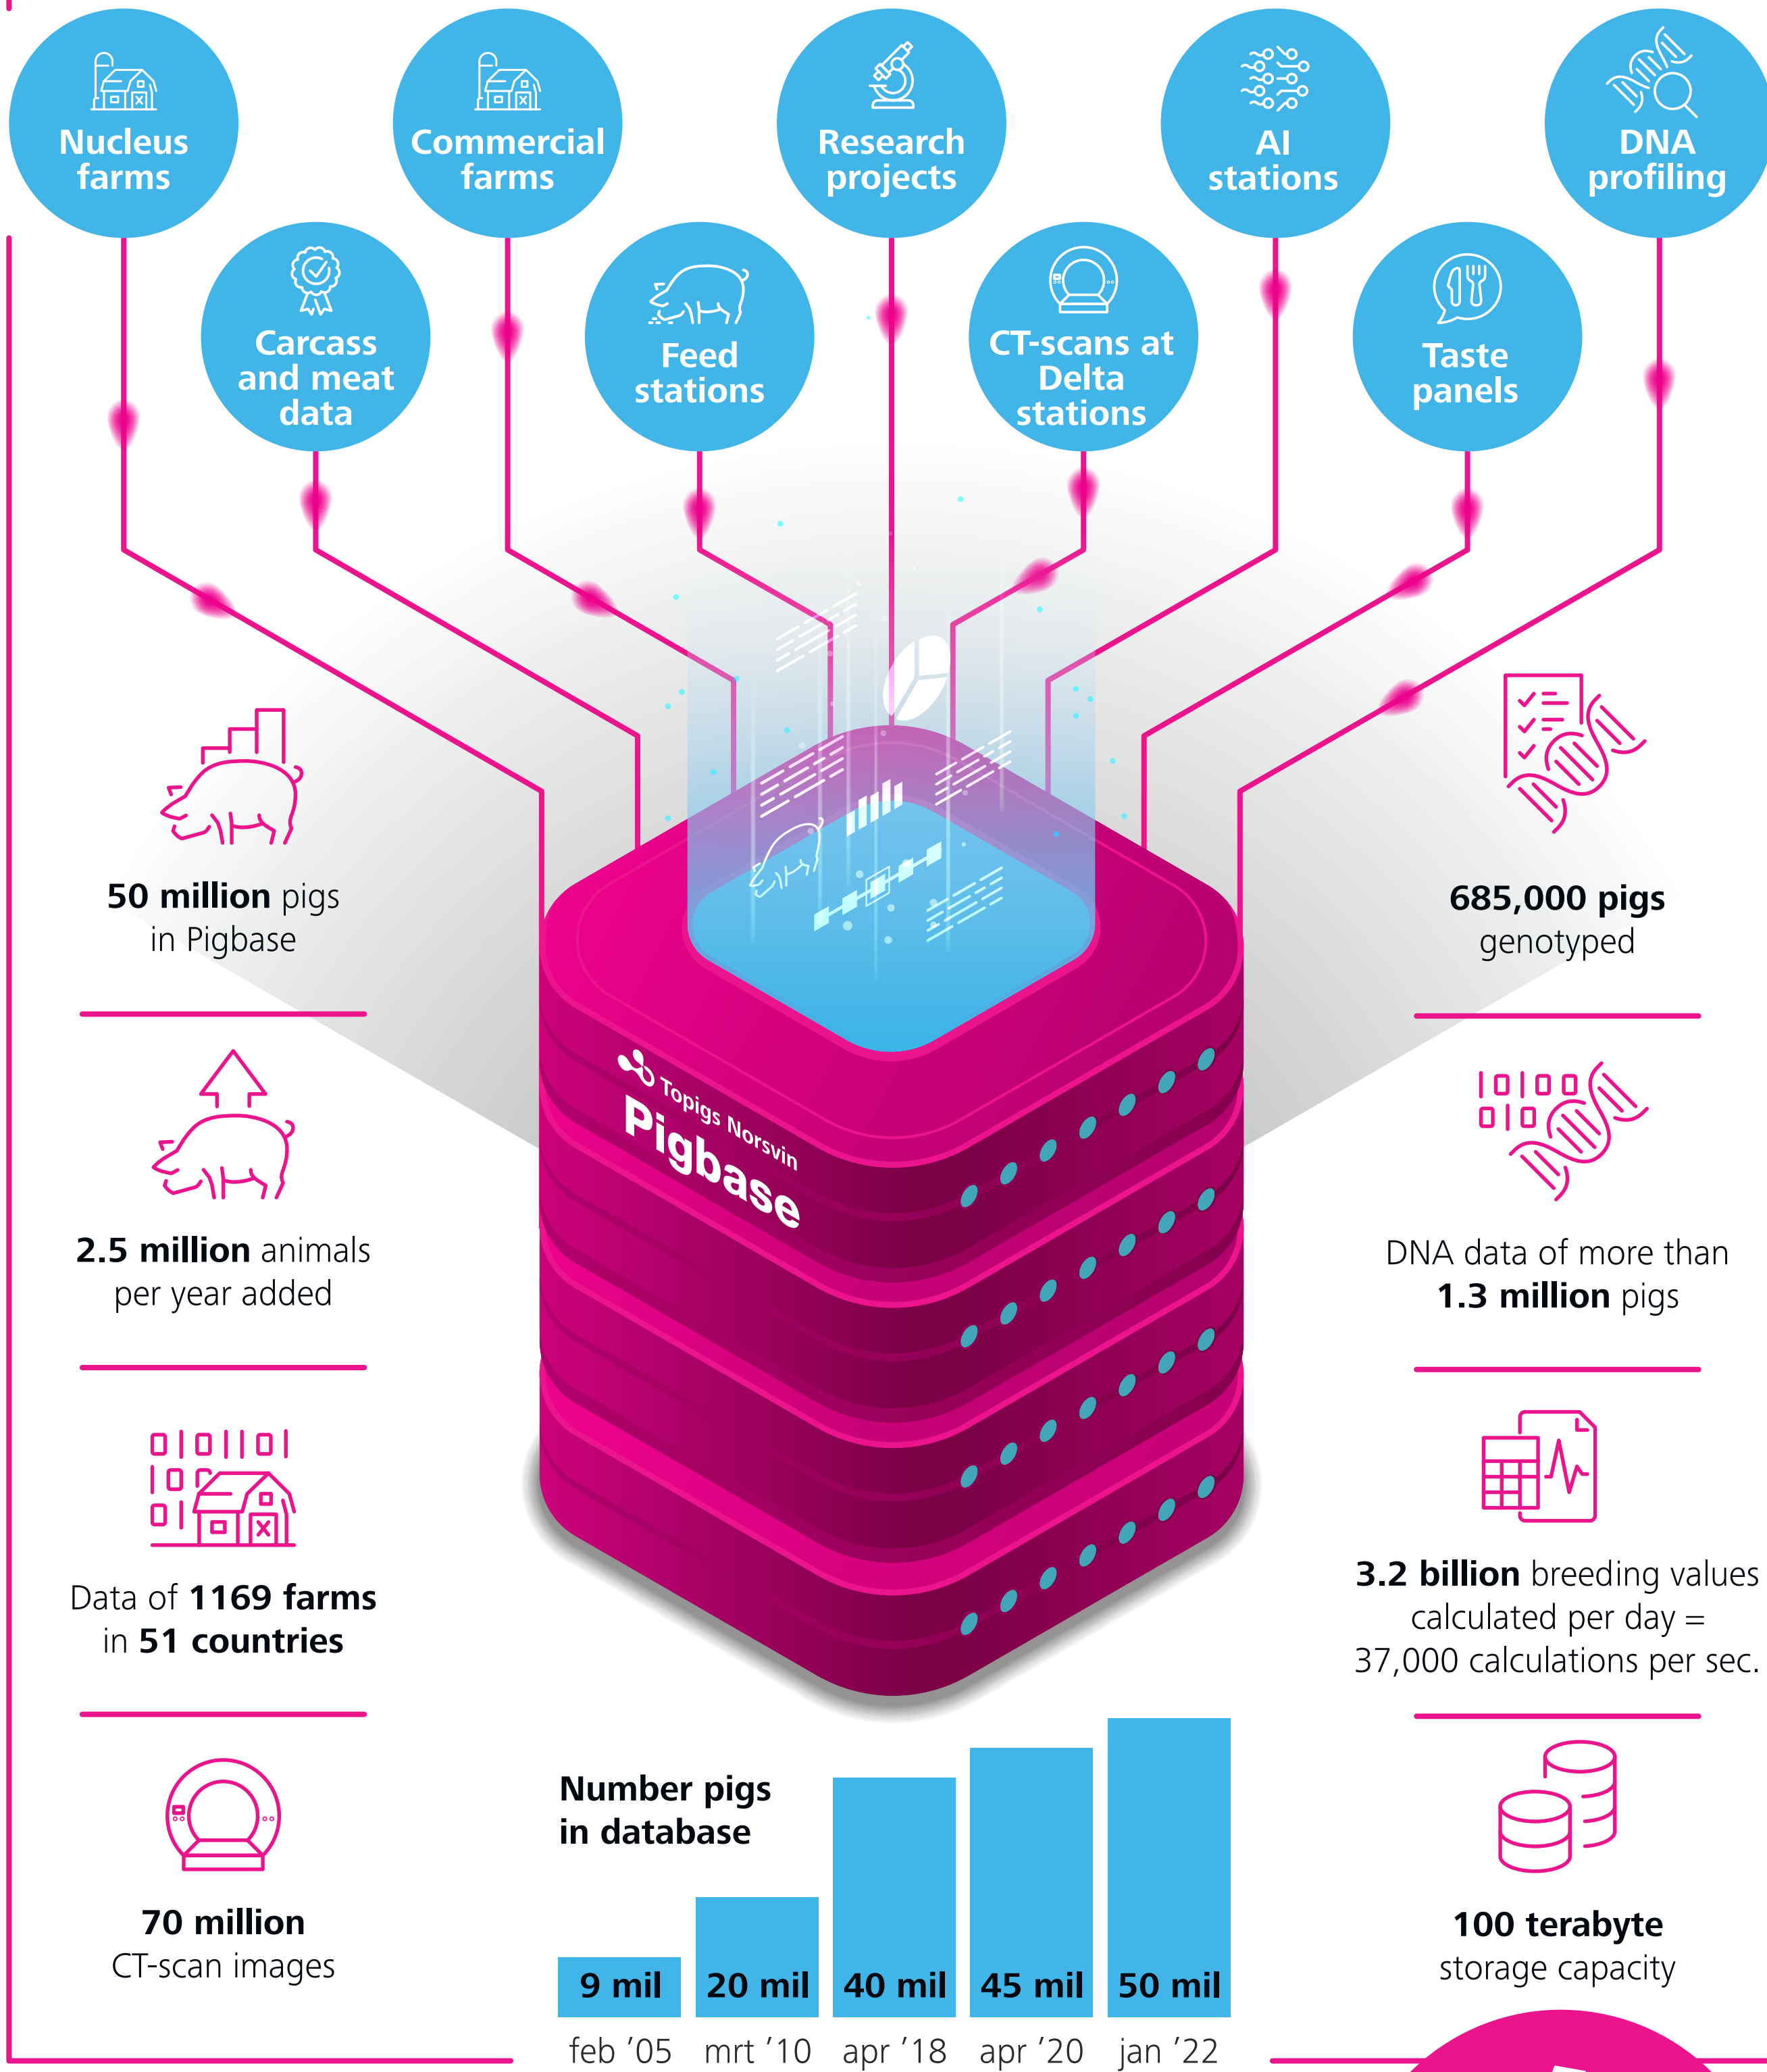 Nucleus
farms
Commercial
farms
Research
projects
AI
stations
DNA
profiling
Carcass
and meat
data
Feed
stations
CT-scans at
Delta
stations
Taste
panels
50 million pigs
in Pigbase
2.5 million animals
per year added
Data of 1169 farms
in 51 countries
70 million
CT-scan images
Topigs Norsvin
Pigbase
685,000 pigs
genotyped
DNA data of more than
1.3 million pigs
3.2 billion breeding values
calculated per day =
37,000 calculations per sec.
100 terabyte
storage capacity
Number pigs
in database
9 mil 20 mil 40 mil 45 mil 50 mil
feb ’05 mrt ’10 apr ’18 apr ’20 jan ’22